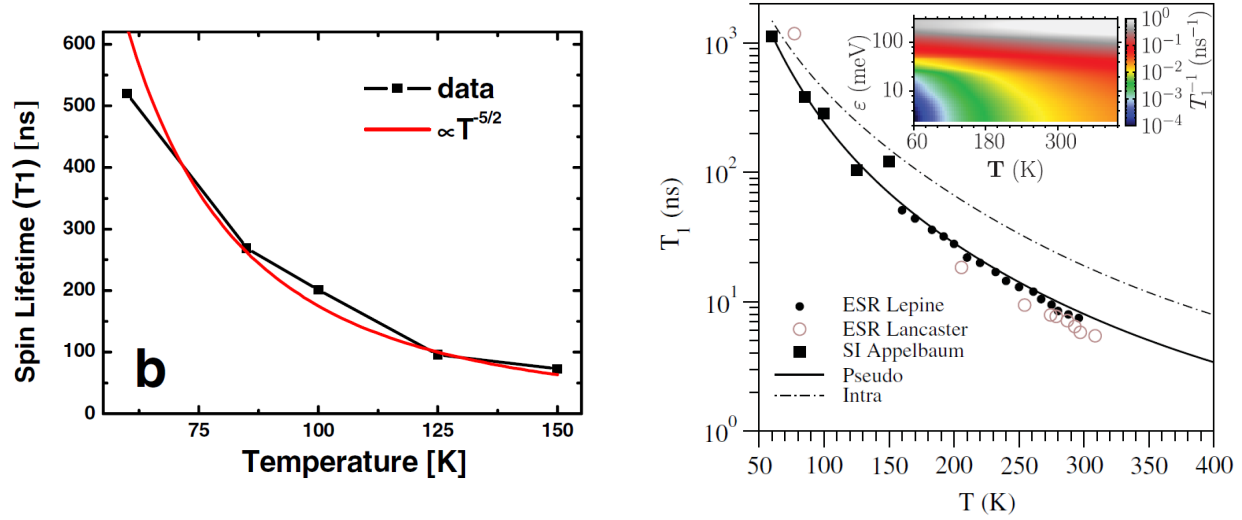 600
500
400
300
200
100
0
Spin Lifetime (T1) [ns]
data
∝T-5/2
b
75
100
125
150
Temperature [K]
10^3
10^2
10^1
10^0
T1 (ns)
100
10
ε (meV)
60
180
300
T (K)
10^0
10^-1
10^-2
10^-3
10^-4
T1^-1 (ns^-1)
ESR Lepine
ESR Lancaster
SI Appelbaum
Pseudo
Intra
50
100
150
200
250
300
350
400
T (K)